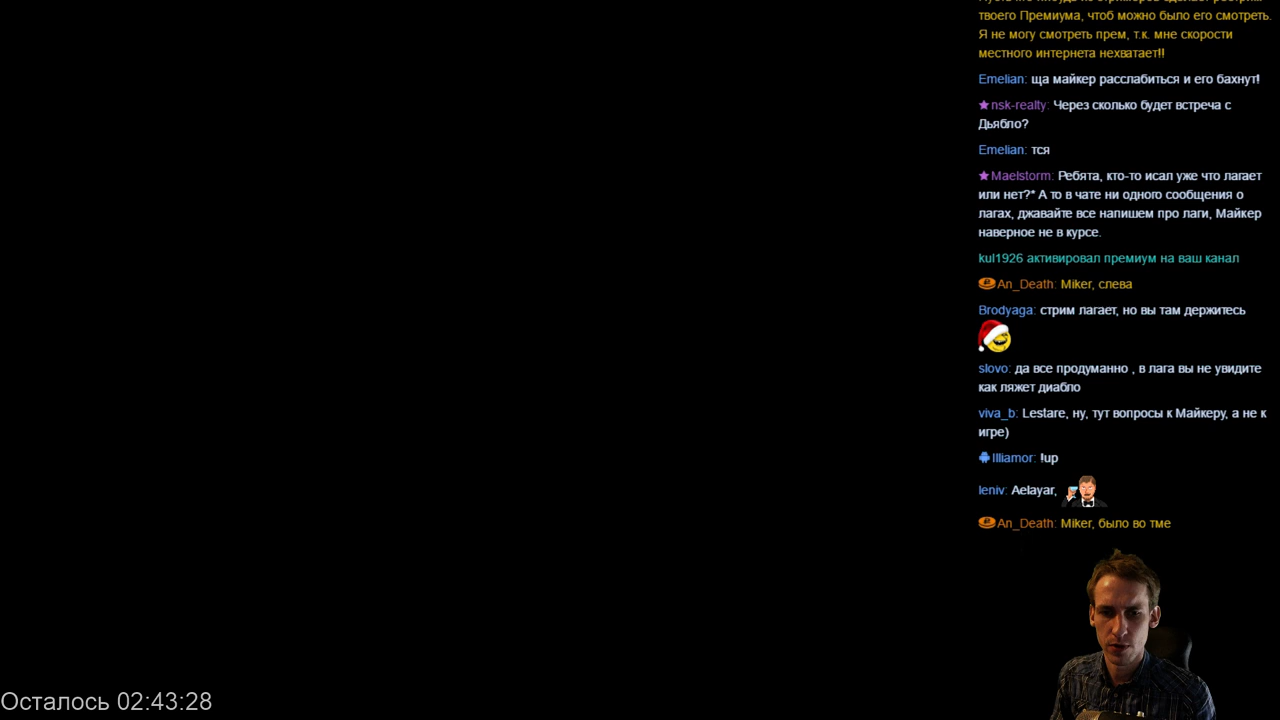 твоего Премиума, чтоб можно было его смотреть.
Я не могу смотреть прем, т.к. мне скорости
местного интернета нехватает!!
Emelian: ща майкер расслабиться и его бахнут!
nsk-realty: Через сколько будет встреча с
Дьябло?
Emelian: тся
Maelstorm: Ребята, кто-то исал уже что лагает
или нет?* А то в чате ни одного сообщения о
лагах, джавайте все напишем про лаги, Майкер
наверное не в курсе.
kul1926 активировал премиум на ваш канал
An_Death: Miker, слева
Brodyaga: стрим лагает, но вы там держитесь
slovo: да все продуманно , в лага вы не увидите
как ляжет диабло
viva_b: Lestare, ну, тут вопросы к Майкеру, а не к
игре)
Illiamor: !up
leniv: Aelayar,
An_Death: Miker, было во тме
Осталось 02:43:28